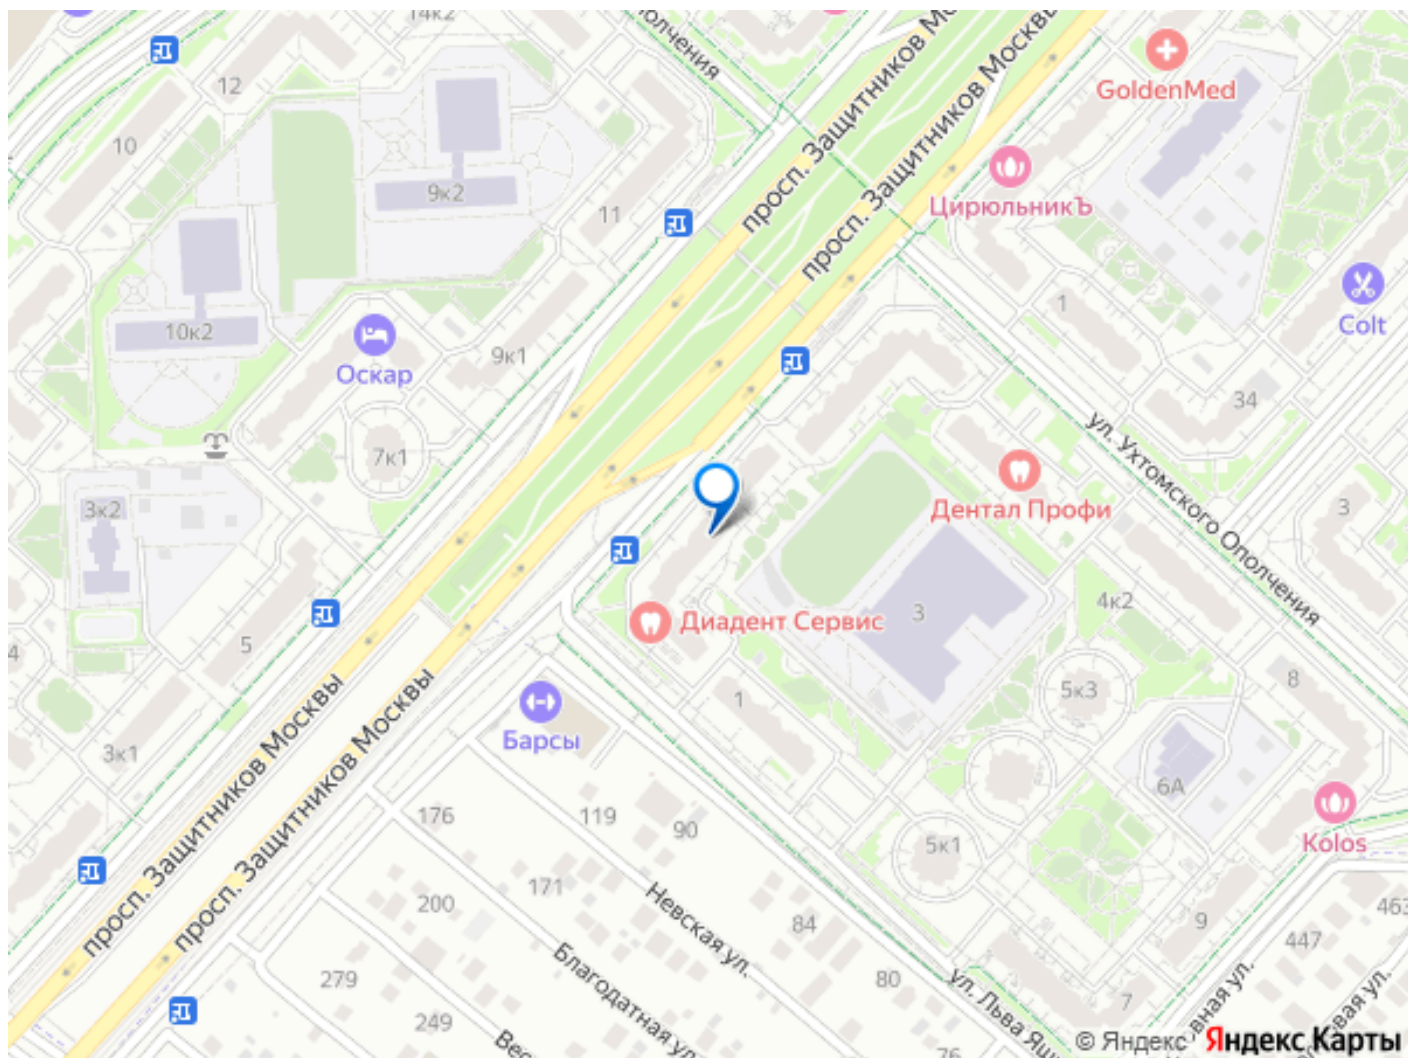 14к2
ополчения
просп. Защитников Мо
просп. Защитников Москвы
12
GoldenMed
10
9к2
ЦирюльникЪ
11
10к2
1
Colt
Оскар
9к1
34
ул. Ухтомского Ополчения
7к1
Дентал Профи
3к2
3
3
4к2
Диадент Сервис
4
5
8
5к3
1
просп. Защитников Москвы
просп. Защитников Москвы
Барсы
3к1
6А
176
119
90
Kolos
5к1
171
Невская ул.
200
84
9
463
447
Благодатная ул
279
80
ул. Льва Яш
7
вная ул.
вая ул.
249
Вес
76
© Яндекс
Яндекс Карты